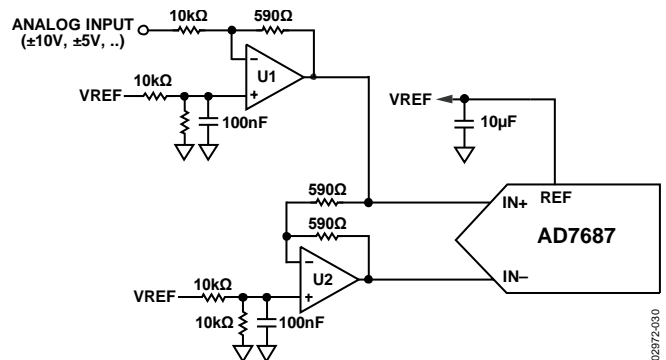 10kΩ
590Ω
ANALOG INPUT
(±10V, ±5V, ..)
U1
10kΩ
VREF
100nF
VREF
10µF
590Ω
590Ω
IN+
REF
AD7687
IN–
U2
10kΩ
VREF
10kΩ
100nF
02972-030